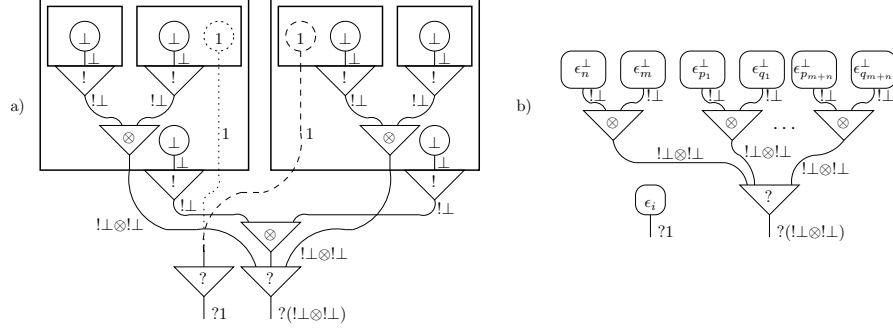 ⊥ ⊥ 1 1 ⊥ ⊥
⊥ ⊥ ⊥ ⊥
! ! ! !
a)
!⊥ !⊥ 1 1 !⊥ !⊥
⊗ ⊥ ⊗ ⊥
⊥ ⊥
! !
!⊥ !⊥
!⊥⊗!⊥ ⊗
!⊥⊗!⊥
? ?
?1 ?(!⊥⊗!⊥)
b)
ϵ_n^⊥ ϵ_m^⊥ ϵ_{p_1}^⊥ ϵ_{q_1}^⊥ ϵ_{p_{m+n}}^⊥ ϵ_{q_{m+n}}^⊥
!⊥ !⊥ !⊥ !⊥ !⊥ !⊥
⊗ ⊗ ... ⊗
!⊥⊗!⊥ !⊥⊗!⊥ !⊥⊗!⊥
ϵ_i ?
?1 ?(!⊥⊗!⊥)